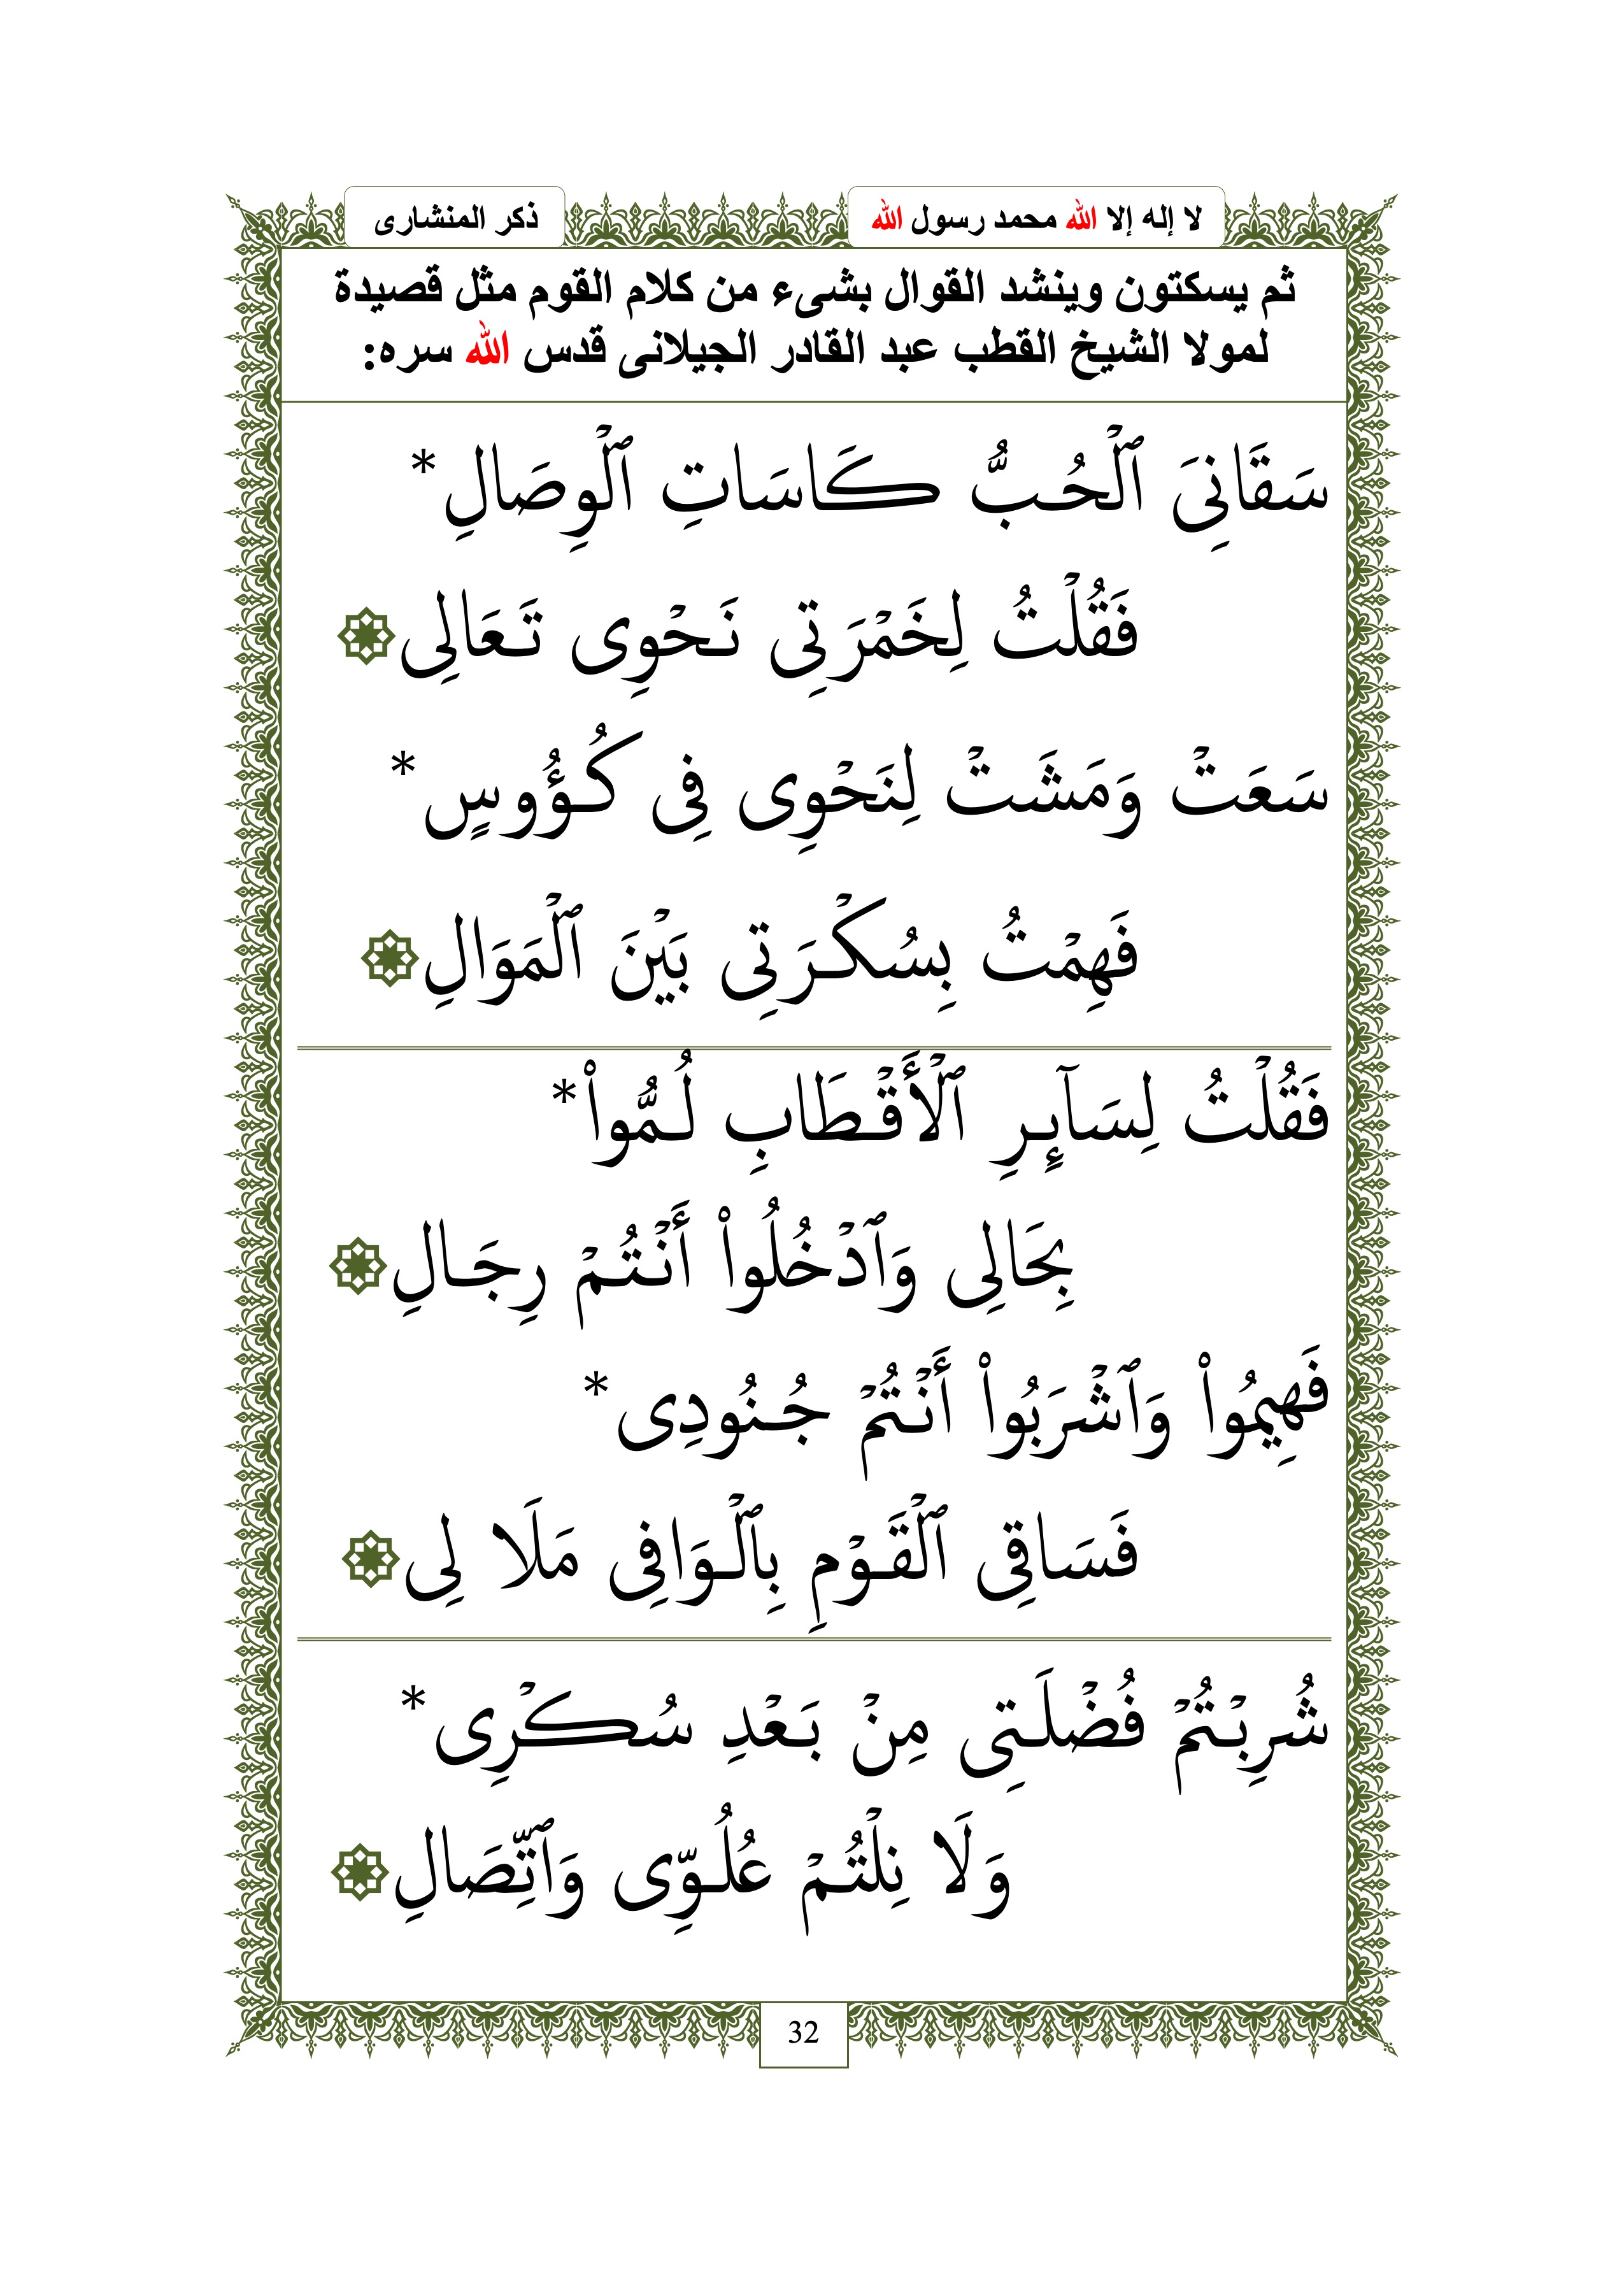 لا إله إلا الله محمد رسول الله
ذكر المنشارى
ثم يسكتون وينشد القوال بشىء من كلام القوم مثل قصيدة
لمولا الشيخ القطب عبد القادر الجيلانى قدس الله سره:
سَقَانِىَ ٱلْحُبُّ كَاسَاتِ ٱلْوِصَالِ*
فَقُلْتُ لِخَمْرَتِى نَحْوِى تَعَالِى۞
سَعَتْ وَمَشَتْ لِنَحْوِى فِى كُؤُوسٍ*
فَهِمْتُ بِسُكْرَتِى بَيْنَ ٱلْمَوَالِ۞
فَقُلْتُ لِسَآئِرِ ٱلْأَقْطَابِ لُمُّواْ*
بِحَالِى وَٱدْخُلُواْ أَنْتُمْ رِجَالِ۞
فَهِيمُواْ وَٱشْرَبُواْ أَنْتُمْ جُنُودِى*
فَسَاقِى ٱلْقَوْمِ بِٱلْوَافِى مَلَا لِى۞
شُرِبْتُمْ فُضْلَتِى مِنْ بَعْدِ سُكْرِى*
وَلَا نِلْتُمْ عُلُوِّى وَٱتِّصَالِ۞
32